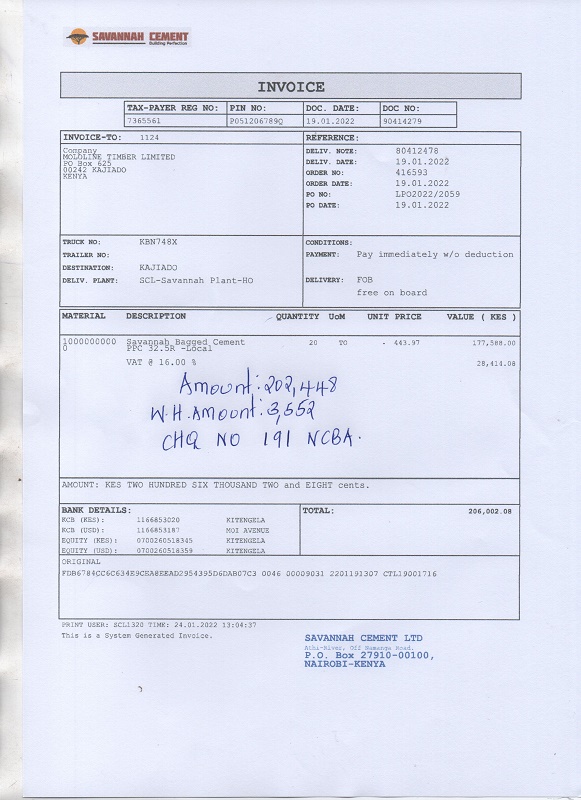 SAVANNAH CEMENT
Building Perfection
INVOICE
TAX-PAYER REG NO: PIN NO: DOC. DATE: DOC NO:
7365561 P051206789Q 19.01.2022 90414279
INVOICE-TO: 1124
Company
MOLOLINE TIMBER LIMITED
PO Box 625
00242 KAJIADO
KENYA
REFERENCE:
DELIV. NOTE: 80412478
DELIV. DATE: 19.01.2022
ORDER NO: 416593
ORDER DATE: 19.01.2022
PO NO: LPO2022/2059
PO DATE: 19.01.2022
TRUCK NO: KBN748X
TRAILER NO:
DESTINATION: KAJIADO
DELIV. PLANT: SCL-Savannah Plant-HO
CONDITIONS:
PAYMENT: Pay immediately w/o deduction
DELIVERY: FOB
free on board
MATERIAL DESCRIPTION QUANTITY UoM UNIT PRICE VALUE ( KES )
1000000000 Savannah Bagged Cement 20 TO - 443.97 177,588.00
0 PPC 32.5R -Local
VAT @ 16.00 % 28,414.08
Amount: 202,448
W.H. Amount: 3,552
CHQ NO 191 NCBA.
AMOUNT: KES TWO HUNDRED SIX THOUSAND TWO and EIGHT cents.
BANK DETAILS:
KCB (KES): 1166853020 KITENGELA
KCB (USD): 1166853187 MOI AVENUE
EQUITY (KES): 0700260518345 KITENGELA
EQUITY (USD): 0700260518359 KITENGELA
TOTAL: 206,002.08
ORIGINAL
FDB6784CC6C634E9CEA8EEAD2954395D6DAB07C3 0046 00009031 2201191307 CTL19001716
PRINT USER: SCL1320 TIME: 24.01.2022 13:04:37
This is a System Generated Invoice.
SAVANNAH CEMENT LTD
Athi-River, Off Namanga Road.
P.O. Box 27910-00100,
NAIROBI-KENYA